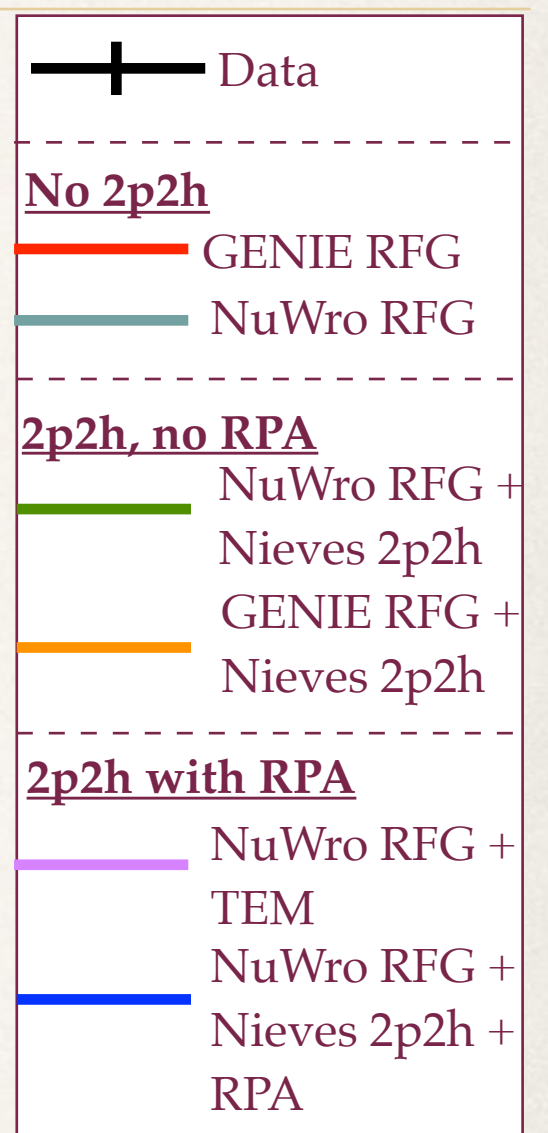 Data
No 2p2h
GENIE RFG
NuWro RFG
2p2h, no RPA
NuWro RFG +
Nieves 2p2h
GENIE RFG +
Nieves 2p2h
2p2h with RPA
NuWro RFG +
TEM
NuWro RFG +
Nieves 2p2h +
RPA